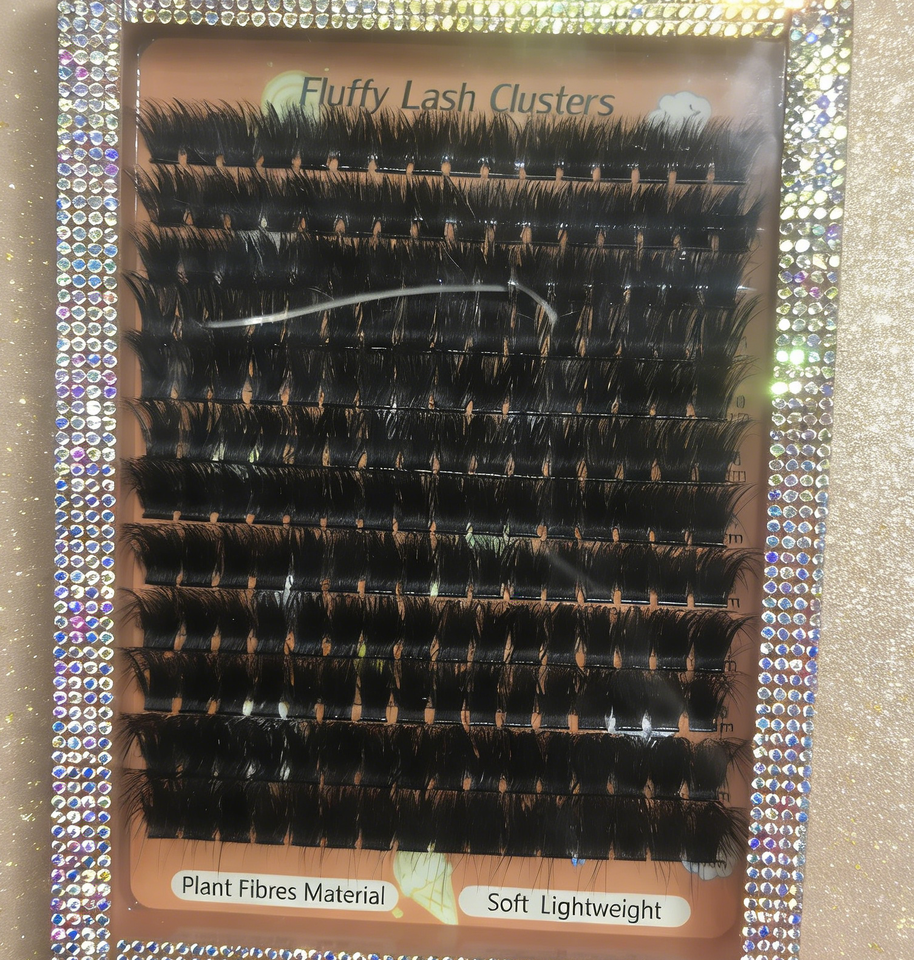 Fluffy Lash Clusters
Plant Fibres Material
Soft Lightweight